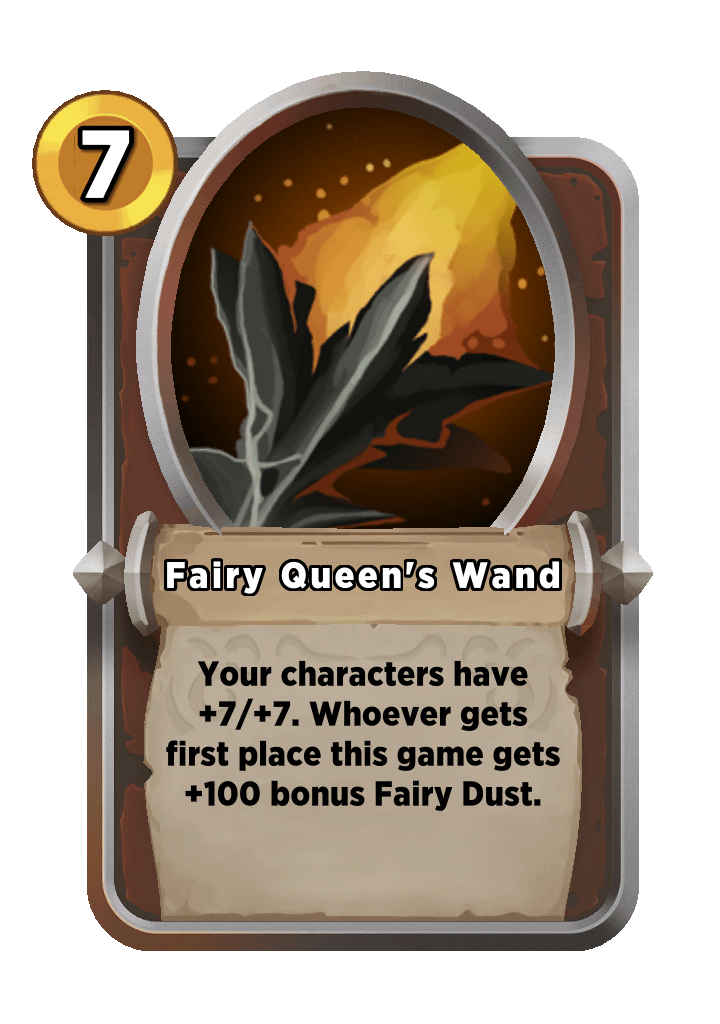 7
Fairy Queen's Wand
Your characters have
+7/+7. Whoever gets
first place this game gets
+100 bonus Fairy Dust.